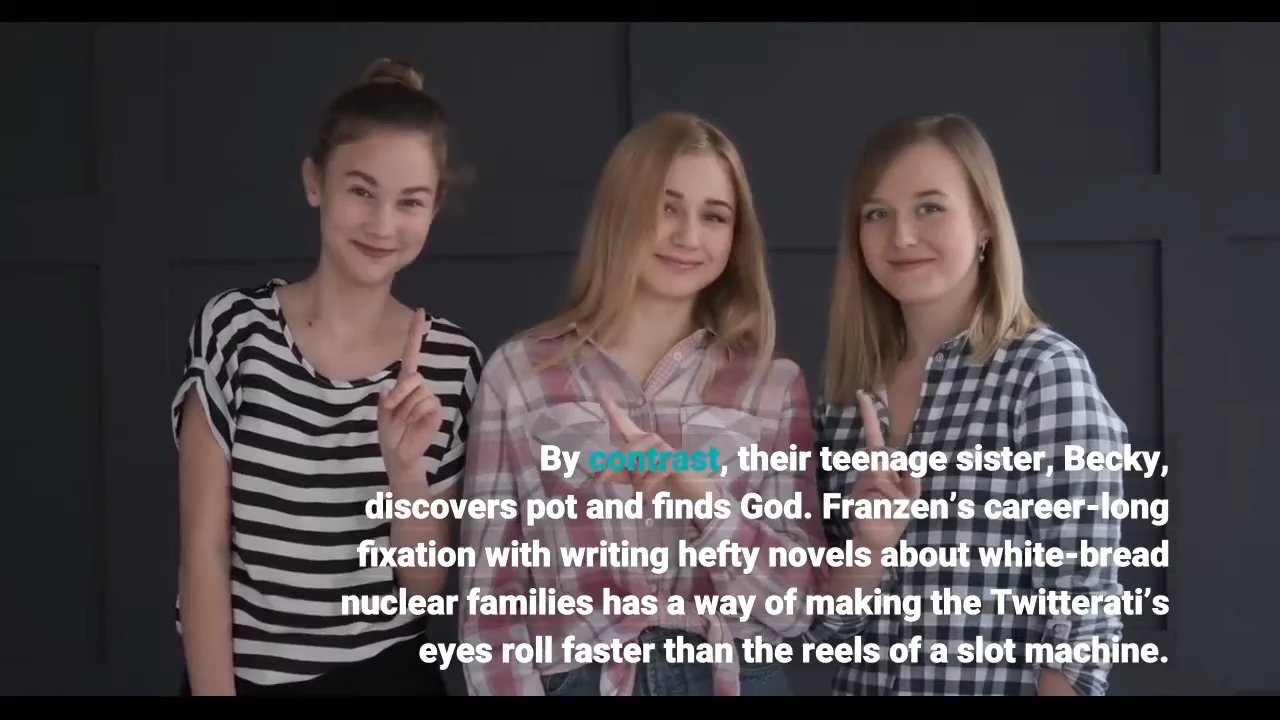 By contrast, their teenage sister, Becky,
discovers pot and finds God. Franzen’s career-long
fixation with writing hefty novels about white-bread
nuclear families has a way of making the Twitterati’s
eyes roll faster than the reels of a slot machine.